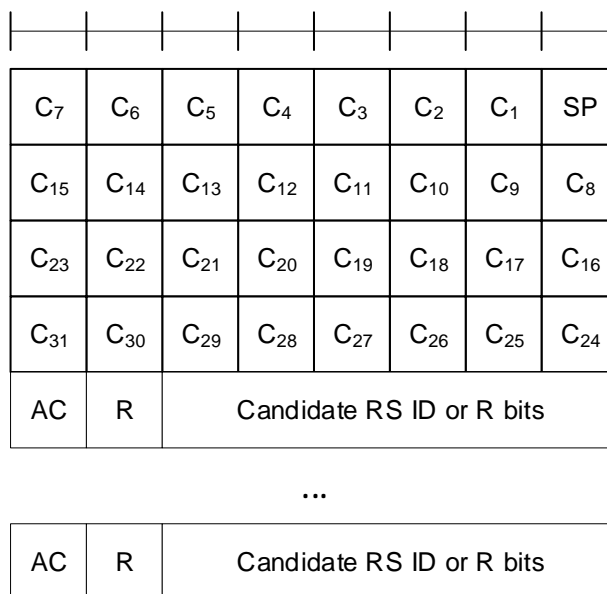 C₇ C₆ C₅ C₄ C₃ C₂ C₁ SP
C₁₅ C₁₄ C₁₃ C₁₂ C₁₁ C₁₀ C₉ C₈
C₂₃ C₂₂ C₂₁ C₂₀ C₁₉ C₁₈ C₁₇ C₁₆
C₃₁ C₃₀ C₂₉ C₂₈ C₂₇ C₂₆ C₂₅ C₂₄
AC R Candidate RS ID or R bits
...
AC R Candidate RS ID or R bits